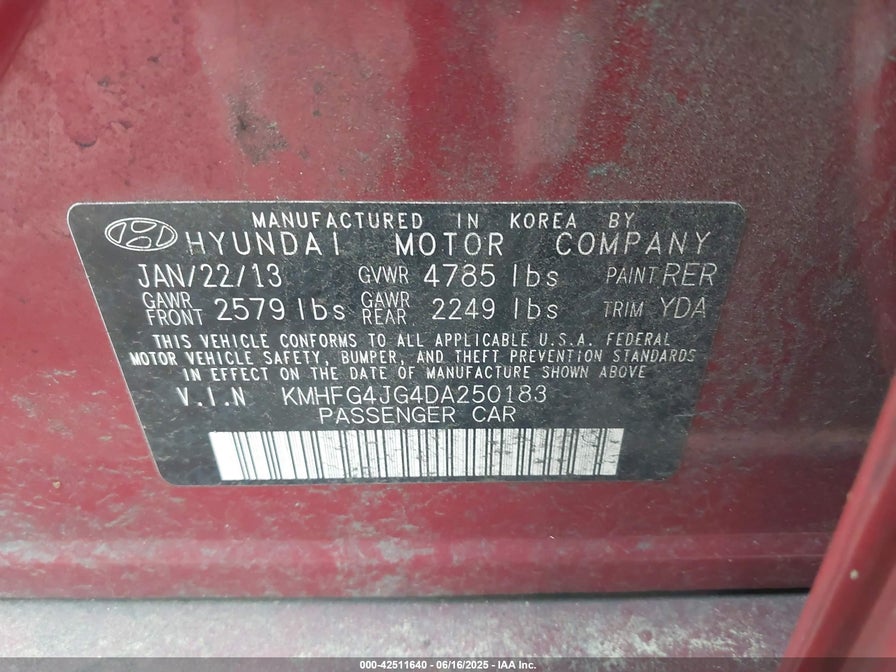 MANUFACTURED IN KOREA BY
HYUNDAI MOTOR COMPANY
JAN/22/13 GVWR 4785 lbs PAINT RER
GAWR FRONT 2579 lbs GAWR REAR 2249 lbs TRIM YDA
THIS VEHICLE CONFORMS TO ALL APPLICABLE U.S.A. FEDERAL
MOTOR VEHICLE SAFETY, BUMPER, AND THEFT PREVENTION STANDARDS
IN EFFECT ON THE DATE OF MANUFACTURE SHOWN ABOVE
V.I.N KMHFG4JG4DA250183
PASSENGER CAR
000-42511640 - 06/16/2025 - IAA Inc.